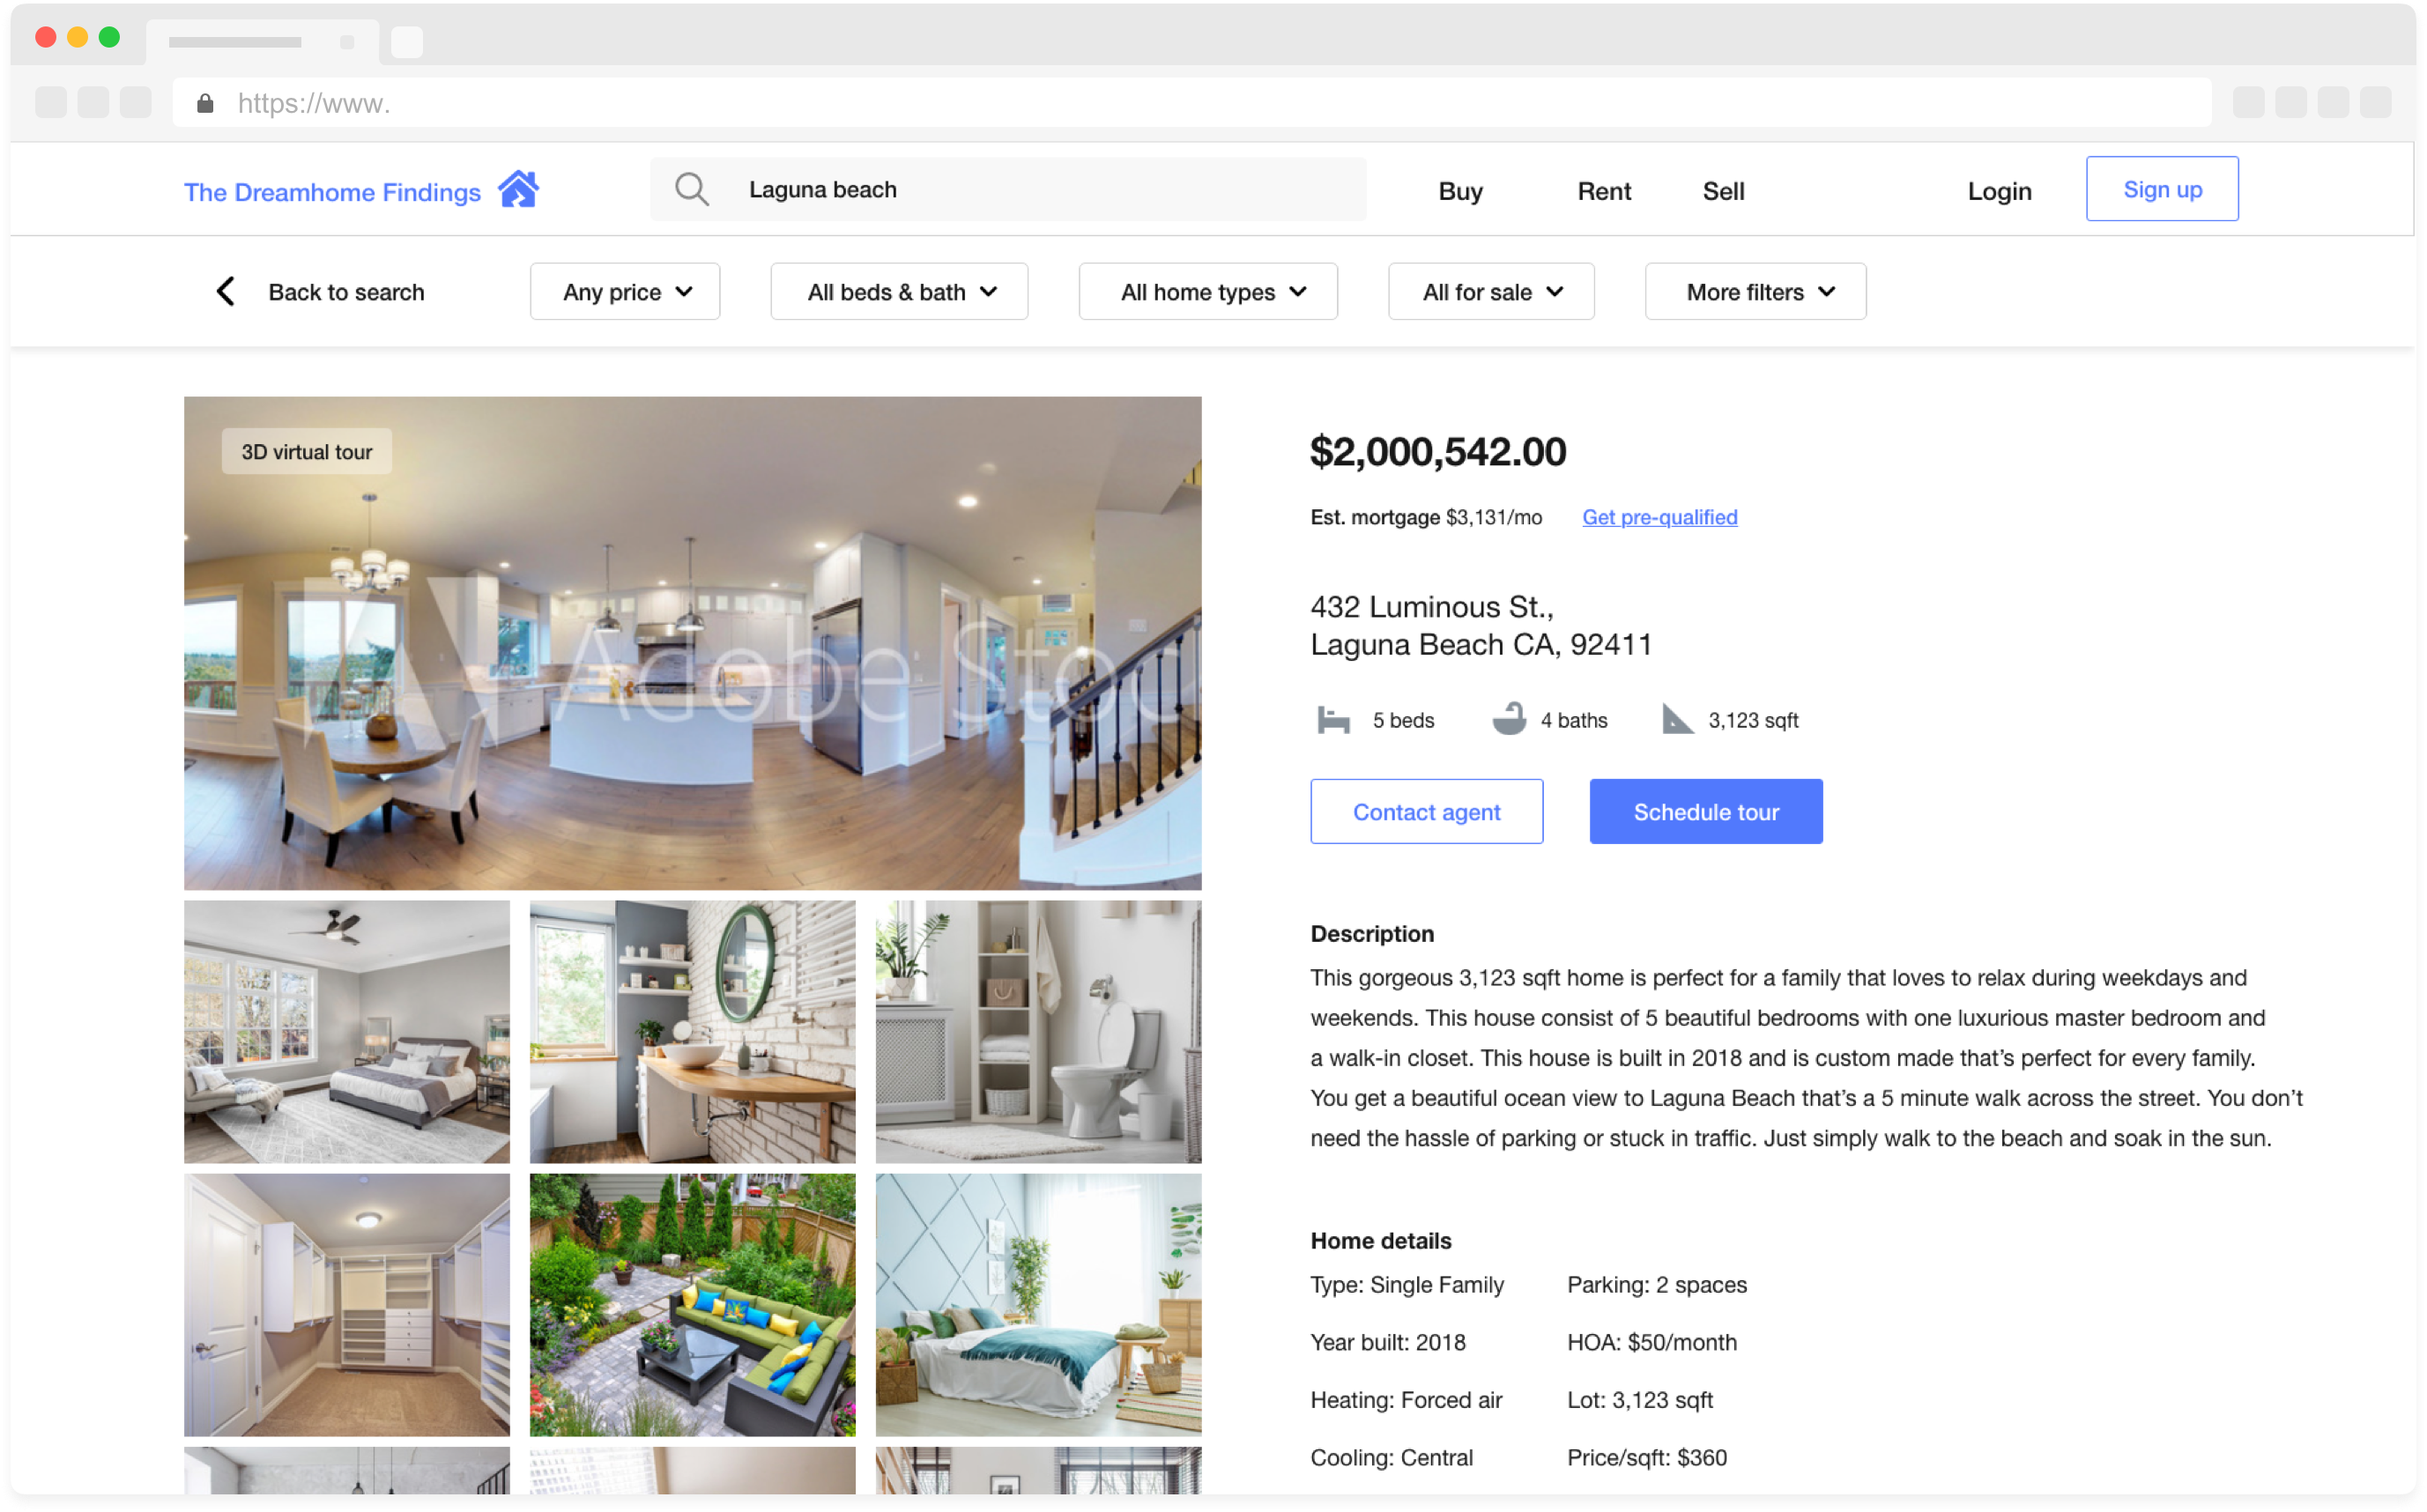 https://www.
The Dreamhome Findings
Laguna beach
Buy
Rent
Sell
Login
Sign up
Back to search
Any price
All beds & bath
All home types
All for sale
More filters
3D virtual tour
Adobe Stoc
$2,000,542.00
Est. mortgage $3,131/mo
Get pre-qualified
432 Luminous St.,
Laguna Beach CA, 92411
5 beds
4 baths
3,123 sqft
Contact agent
Schedule tour
Description
This gorgeous 3,123 sqft home is perfect for a family that loves to relax during weekdays and
weekends. This house consist of 5 beautiful bedrooms with one luxurious master bedroom and
a walk-in closet. This house is built in 2018 and is custom made that’s perfect for every family.
You get a beautiful ocean view to Laguna Beach that’s a 5 minute walk across the street. You don’t
need the hassle of parking or stuck in traffic. Just simply walk to the beach and soak in the sun.
Home details
Type: Single Family
Parking: 2 spaces
Year built: 2018
HOA: $50/month
Heating: Forced air
Lot: 3,123 sqft
Cooling: Central
Price/sqft: $360